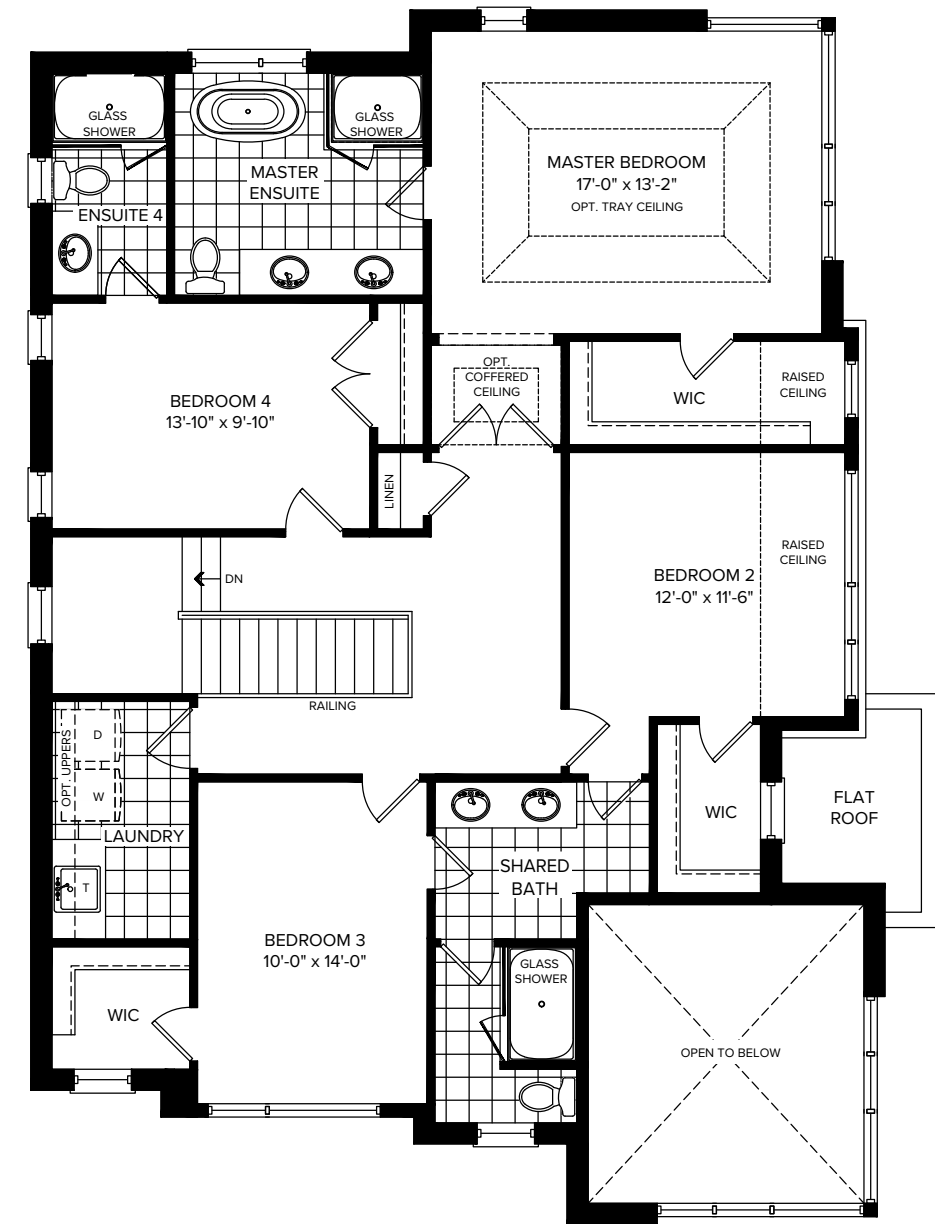 GLASS
SHOWER
GLASS
SHOWER
MASTER
ENSUITE
ENSUITE 4
MASTER BEDROOM
17'-0" x 13'-2"
OPT. TRAY CEILING
OPT.
COFFERED
CEILING
WIC
RAISED
CEILING
BEDROOM 4
13'-10" x 9'-10"
LINEN
DN
BEDROOM 2
12'-0" x 11'-6"
RAISED
CEILING
RAILING
OPT. UPPERS
D
W
LAUNDRY
T
WIC
FLAT
ROOF
SHARED
BATH
BEDROOM 3
10'-0" x 14'-0"
GLASS
SHOWER
WIC
OPEN TO BELOW